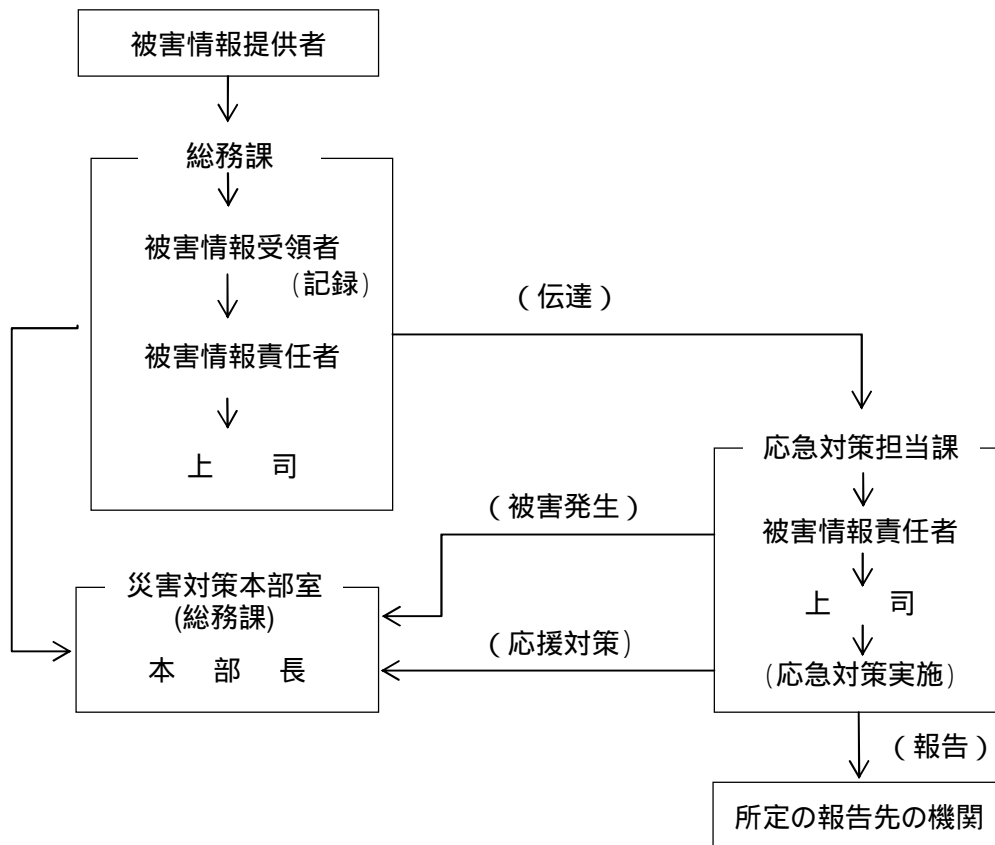 被害情報提供者
総務課
被害情報受領者
(記録)
被害情報責任者
上　　司
(伝達)
応急対策担当課
被害情報責任者
上　　司
(応急対策実施)
(被害発生)
(応援対策)
災害対策本部室
(総務課)
本　部　長
(報告)
所定の報告先の機関